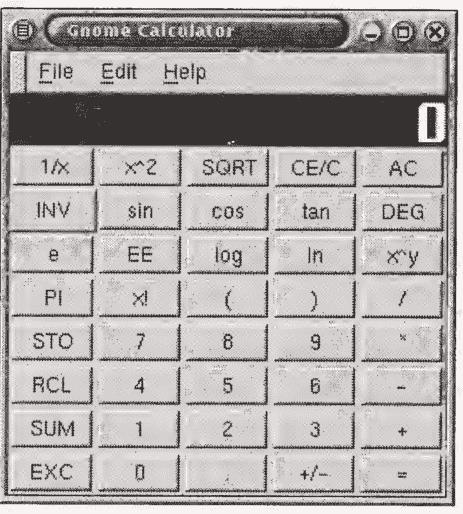 Gnome Calculator
File Edit Help
0
1/x x^2 SQRT CE/C AC
INV sin cos tan DEG
e EE log ln x^y
PI x! ( ) /
STO 7 8 9 *
RCL 4 5 6 -
SUM 1 2 3 +
EXC 0 . +/- =